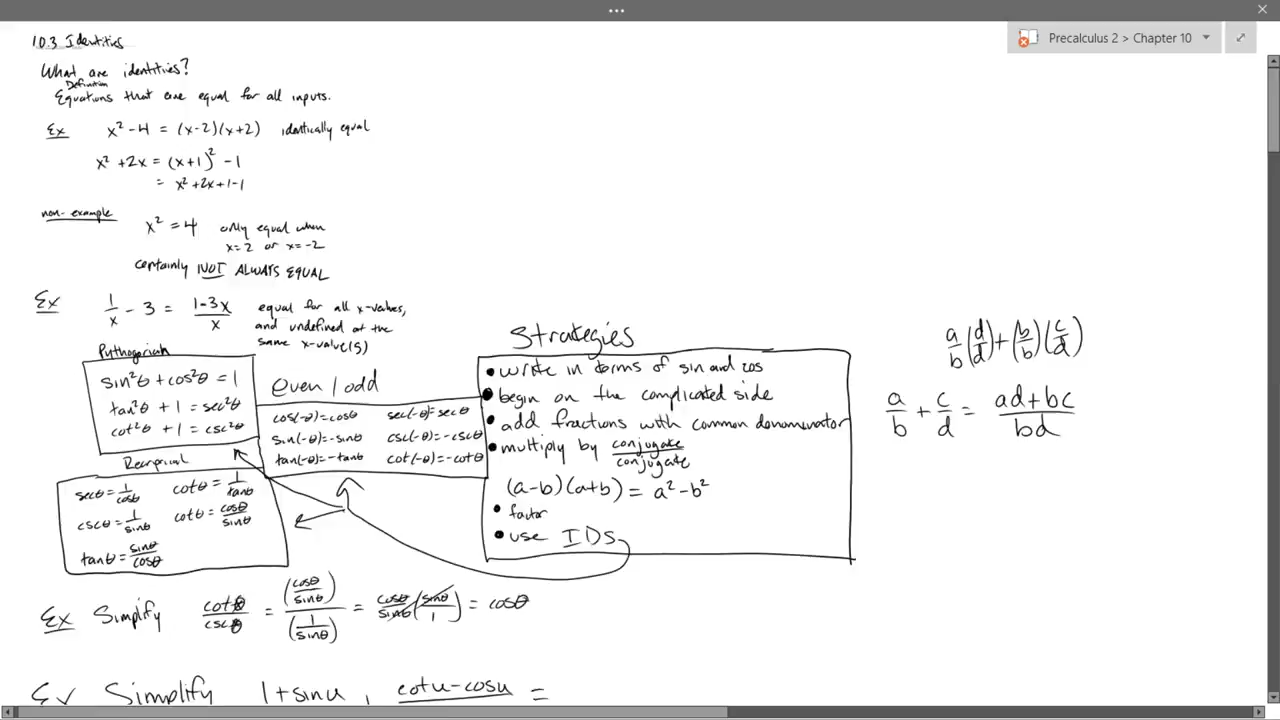 Precalculus 2 > Chapter 10
10.3 Identities
What are identities?
Definition
Equations that are equal for all inputs.
Ex x² - 4 = (x-2)(x+2) identically equal
x² + 2x = (x+1)² - 1
= x² + 2x + 1 - 1
non-example
x² = 4 only equal when
x=2 or x=-2
certainly NOT ALWAYS EQUAL
Ex 1/x - 3 = (1-3x)/x equal for all x-values,
and undefined at the
same x-value(s)
Pythagorian
sin²θ + cos²θ = 1
tan²θ + 1 = sec²θ
cot²θ + 1 = csc²θ
even / odd
cos(-θ)=cosθ sec(-θ)=secθ
sin(-θ)=-sinθ csc(-θ)=-cscθ
tan(-θ)=-tanθ cot(-θ)=-cotθ
Reciprical
secθ = 1/cosθ cotθ = 1/tanθ
cscθ = 1/sinθ cotθ = cosθ/sinθ
tanθ = sinθ/cosθ
Strategies
• write in terms of sin and cos
• begin on the complicated side
• add fractions with common denominator
• multiply by conjugate/conjugate
(a-b)(a+b) = a² - b²
• factor
• use IDS
a/b (d/d) + (b/b)(c/d)
a/b + c/d = (ad+bc)/bd
Ex Simplify cotθ/cscθ = (cosθ/sinθ)/(1/sinθ) = cosθ/sinθ (sinθ/1) = cosθ
Ex Simplify 1+sinu , cotu-cosu =